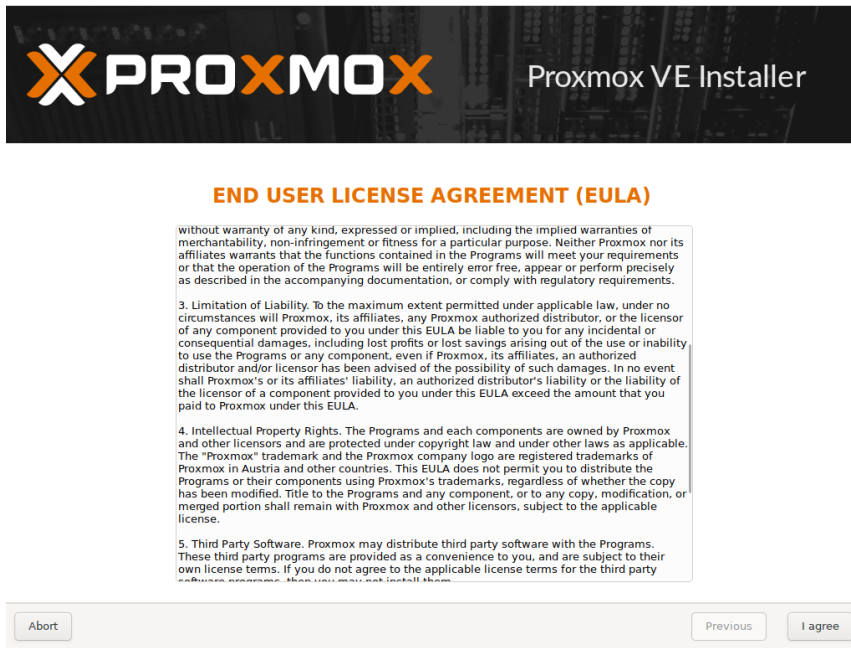 PROXMOX
Proxmox VE Installer
END USER LICENSE AGREEMENT (EULA)
without warranty of any kind, expressed or implied, including the implied warranties of
merchantability, non-infringement or fitness for a particular purpose. Neither Proxmox nor its
affiliates warrants that the functions contained in the Programs will meet your requirements
or that the operation of the Programs will be entirely error free, appear or perform precisely
as described in the accompanying documentation, or comply with regulatory requirements.
3. Limitation of Liability. To the maximum extent permitted under applicable law, under no
circumstances will Proxmox, its affiliates, any Proxmox authorized distributor, or the licensor
of any component provided to you under this EULA be liable to you for any incidental or
consequential damages, including lost profits or lost savings arising out of the use or inability
to use the Programs or any component, even if Proxmox, its affiliates, an authorized
distributor and/or licensor has been advised of the possibility of such damages. In no event
shall Proxmox's or its affiliates' liability, an authorized distributor's liability or the liability of
the licensor of a component provided to you under this EULA exceed the amount that you
paid to Proxmox under this EULA.
4. Intellectual Property Rights. The Programs and each components are owned by Proxmox
and other licensors and are protected under copyright law and under other laws as applicable.
The "Proxmox" trademark and the Proxmox company logo are registered trademarks of
Proxmox in Austria and other countries. This EULA does not permit you to distribute the
Programs or their components using Proxmox's trademarks, regardless of whether the copy
has been modified. Title to the Programs and any component, or to any copy, modification, or
merged portion shall remain with Proxmox and other licensors, subject to the applicable
license.
5. Third Party Software. Proxmox may distribute third party software with the Programs.
These third party programs are provided as a convenience to you, and are subject to their
own license terms. If you do not agree to the applicable license terms for the third party
software programs, then you may not install them.
Abort
Previous
I agree